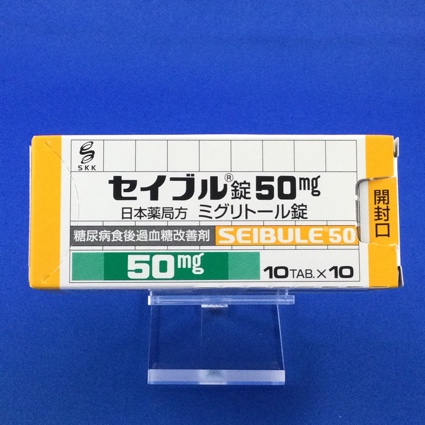 SKK
セイブル®錠50mg
日本薬局方 ミグリトール錠
糖尿病食後過血糖改善剤 SEIBULE 50
50mg 10TAB.×10
開封口